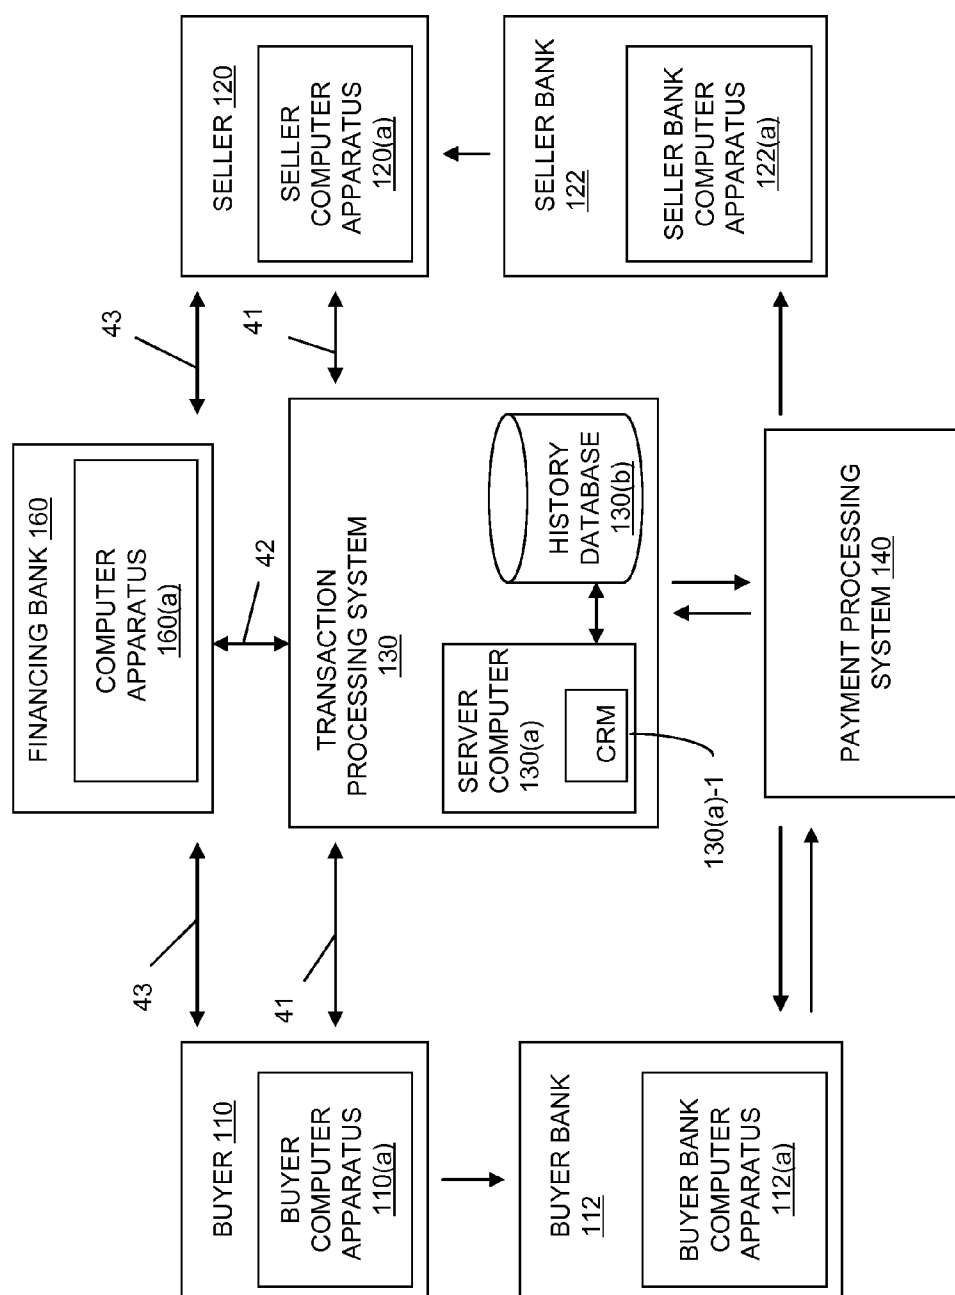 FINANCING BANK 160
COMPUTER
APPARATUS
160(a)
43
43
42
41
41
BUYER 110
BUYER
COMPUTER
APPARATUS
110(a)
TRANSACTION
PROCESSING SYSTEM
130
SERVER
COMPUTER
130(a)
CRM
130(a)-1
HISTORY
DATABASE
130(b)
SELLER 120
SELLER
COMPUTER
APPARATUS
120(a)
BUYER BANK
112
BUYER BANK
COMPUTER
APPARATUS
112(a)
PAYMENT PROCESSING
SYSTEM 140
SELLER BANK
122
SELLER BANK
COMPUTER
APPARATUS
122(a)